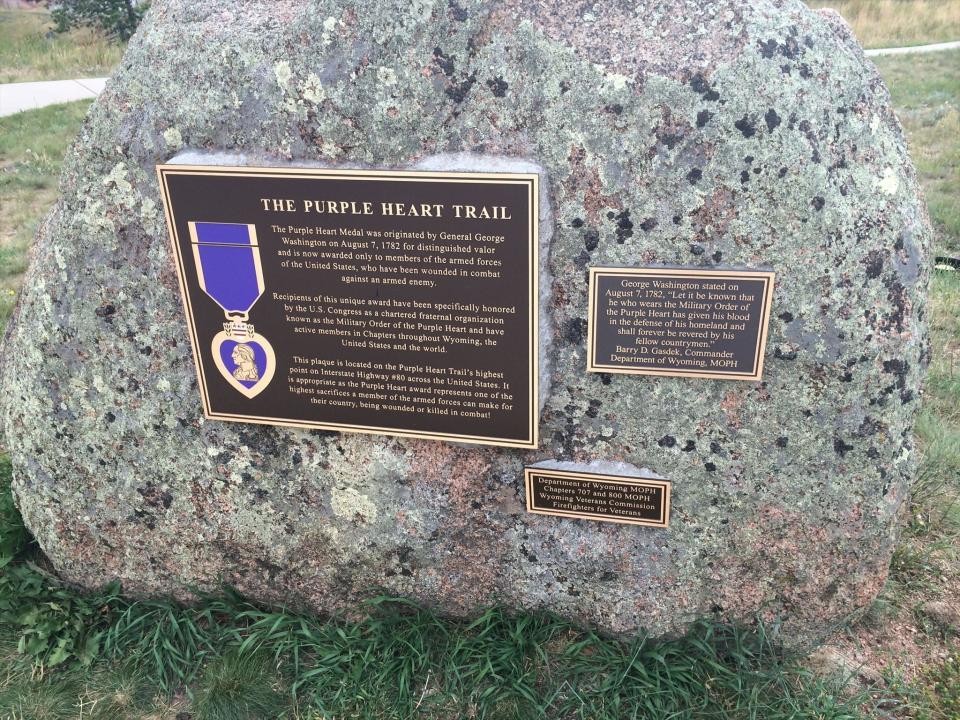 THE PURPLE HEART TRAIL
The Purple Heart Medal was originated by General George
Washington on August 7, 1782 for distinguished valor
and is now awarded only to members of the armed forces
of the United States, who have been wounded in combat
against an armed enemy.
Recipients of this unique award have been specifically honored
by the U.S. Congress as a chartered fraternal organization
known as the Military Order of the Purple Heart and have
active members in Chapters throughout Wyoming, the
United States and the world.
This plaque is located on the Purple Heart Trail's highest
point on Interstate Highway #80 across the United States. It
is appropriate as the Purple Heart award represents one of the
highest sacrifices a member of the armed forces can make for
their country, being wounded or killed in combat!
George Washington stated on
August 7, 1782, "Let it be known that
he who wears the Military Order of
the Purple Heart has given his blood
in the defense of his homeland and
shall forever be revered by his
fellow countrymen."
Barry D. Gasdek, Commander
Department of Wyoming, MOPH
Department of Wyoming MOPH
Chapters 707 and 800 MOPH
Wyoming Veterans Commission
Firefighters for Veterans